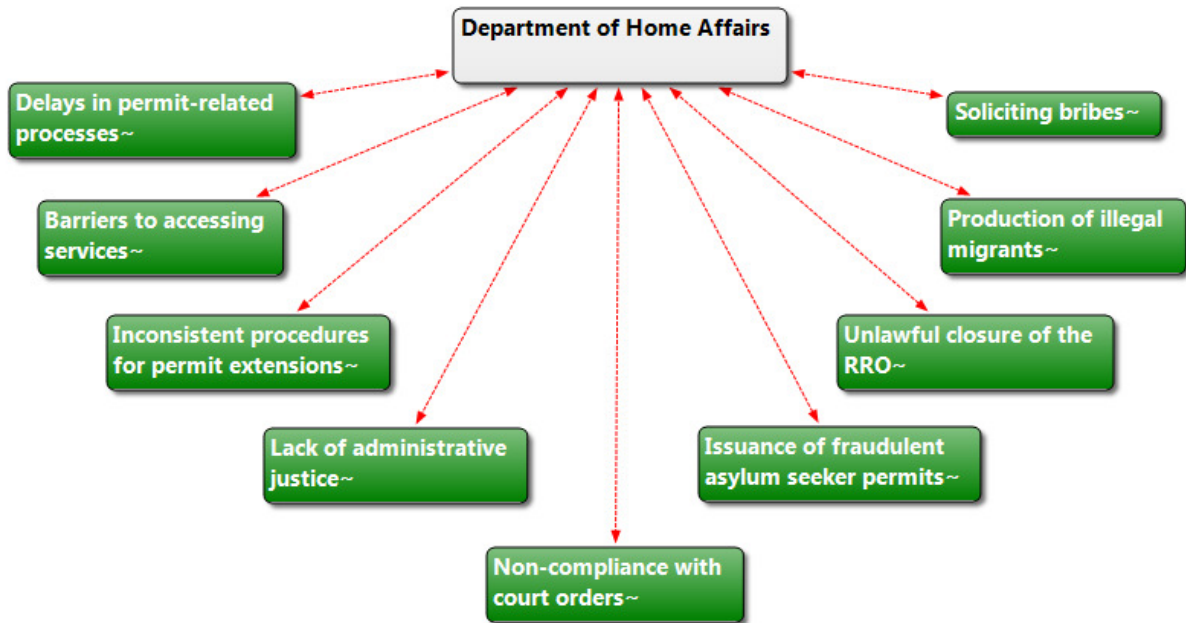 Department of Home Affairs
Delays in permit-related
processes~
Soliciting bribes~
Barriers to accessing
services~
Production of illegal
migrants~
Inconsistent procedures
for permit extensions~
Unlawful closure of the
RRO~
Lack of administrative
justice~
Issuance of fraudulent
asylum seeker permits~
Non-compliance with
court orders~